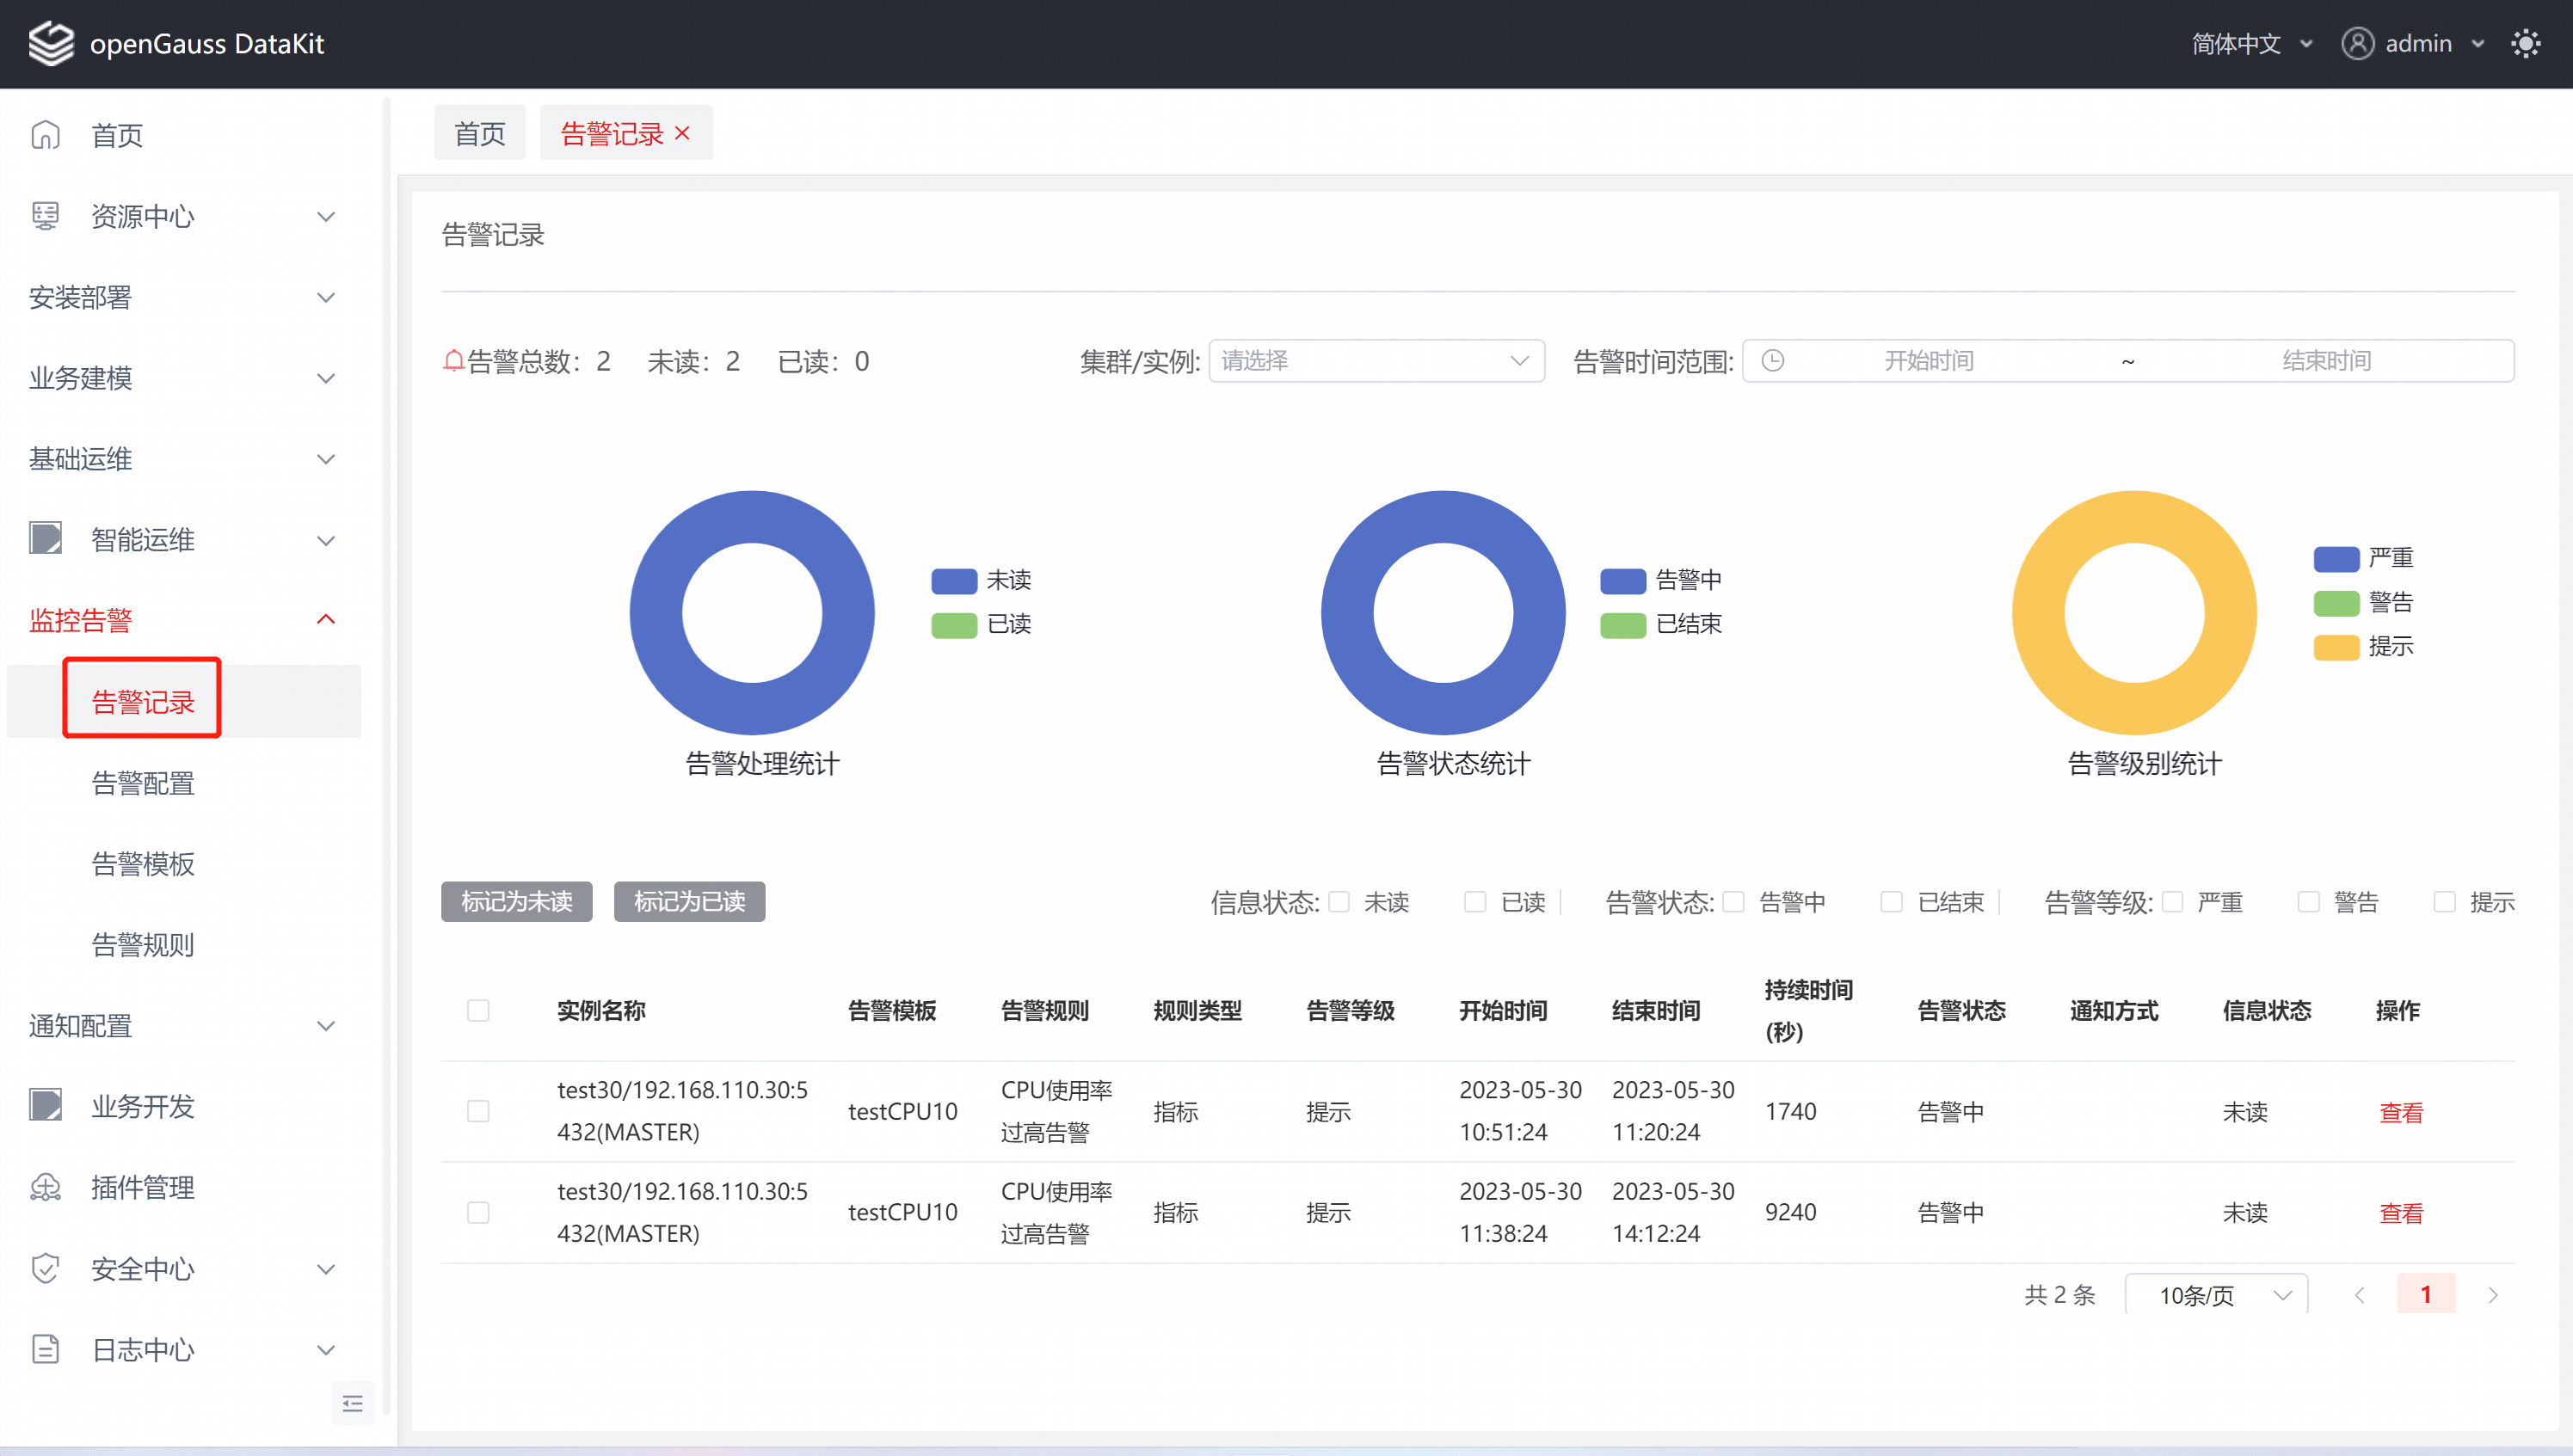 openGauss DataKit
简体中文
admin
首页
资源中心
安装部署
业务建模
基础运维
智能运维
监控告警
告警记录
告警配置
告警模板
告警规则
通知配置
业务开发
插件管理
安全中心
日志中心
首页
告警记录 ×
告警记录
告警总数：2 未读：2 已读：0
集群/实例: 请选择
告警时间范围: 开始时间 ~ 结束时间
未读
已读
告警处理统计
告警中
已结束
告警状态统计
严重
警告
提示
告警级别统计
标记为未读 标记为已读
信息状态: 未读 已读 告警状态: 告警中 已结束 告警等级: 严重 警告 提示
实例名称 告警模板 告警规则 规则类型 告警等级 开始时间 结束时间 持续时间(秒) 告警状态 通知方式 信息状态 操作
test30/192.168.110.30:5432(MASTER) testCPU10 CPU使用率过高告警 指标 提示 2023-05-30 10:51:24 2023-05-30 11:20:24 1740 告警中 未读 查看
test30/192.168.110.30:5432(MASTER) testCPU10 CPU使用率过高告警 指标 提示 2023-05-30 11:38:24 2023-05-30 14:12:24 9240 告警中 未读 查看
共 2 条 10条/页 1